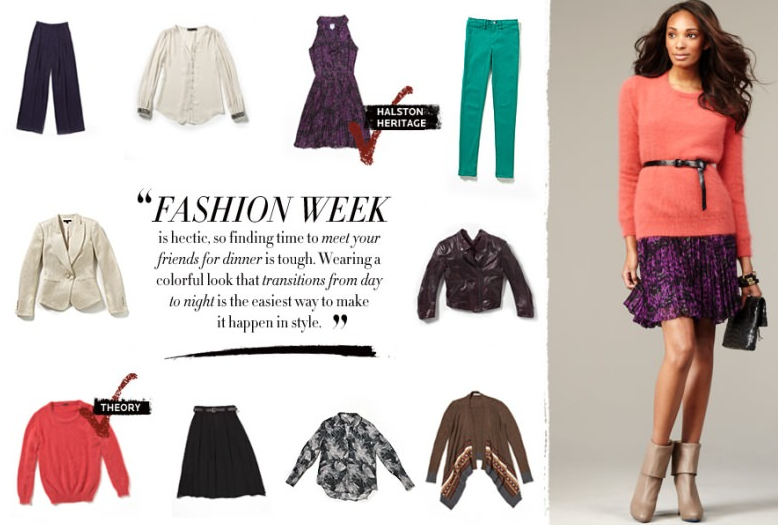 HALSTON
HERITAGE
“FASHION WEEK
is hectic, so finding time to meet your
friends for dinner is tough. Wearing a
colorful look that transitions from day
to night is the easiest way to make
it happen in style. ”
THEORY